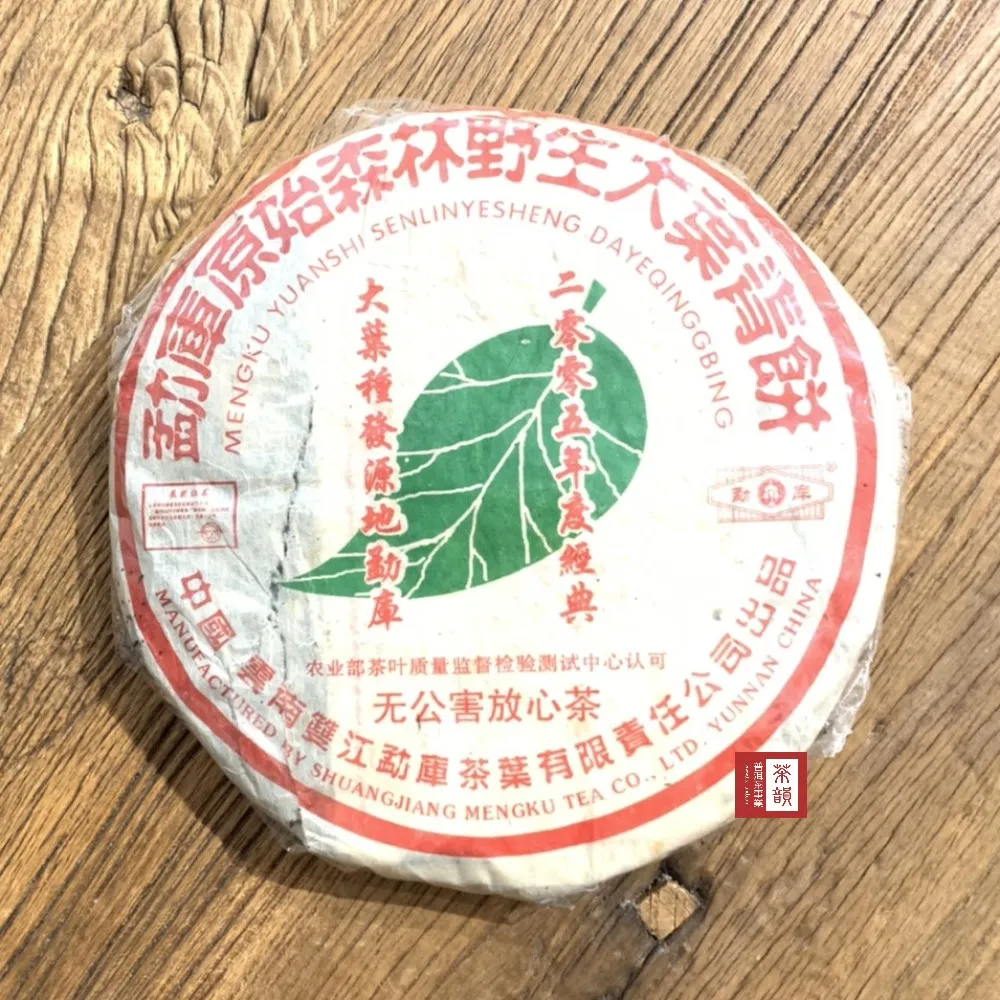 勐庫原始森林野生大葉青餅
MENGKU YUANSHI SENLINYESHENG DAYEQINGGBING
二零零五年度經典
大葉種發源地勐庫
勐庫
农业部茶叶质量监督检验测试中心认可
无公害放心茶
中國 雲南雙江勐庫茶葉有限責任公司出品
MANUFACTURED BY SHUANGJIANG MENGKU TEA CO., LTD. YUNNAN CHINA
茶韻